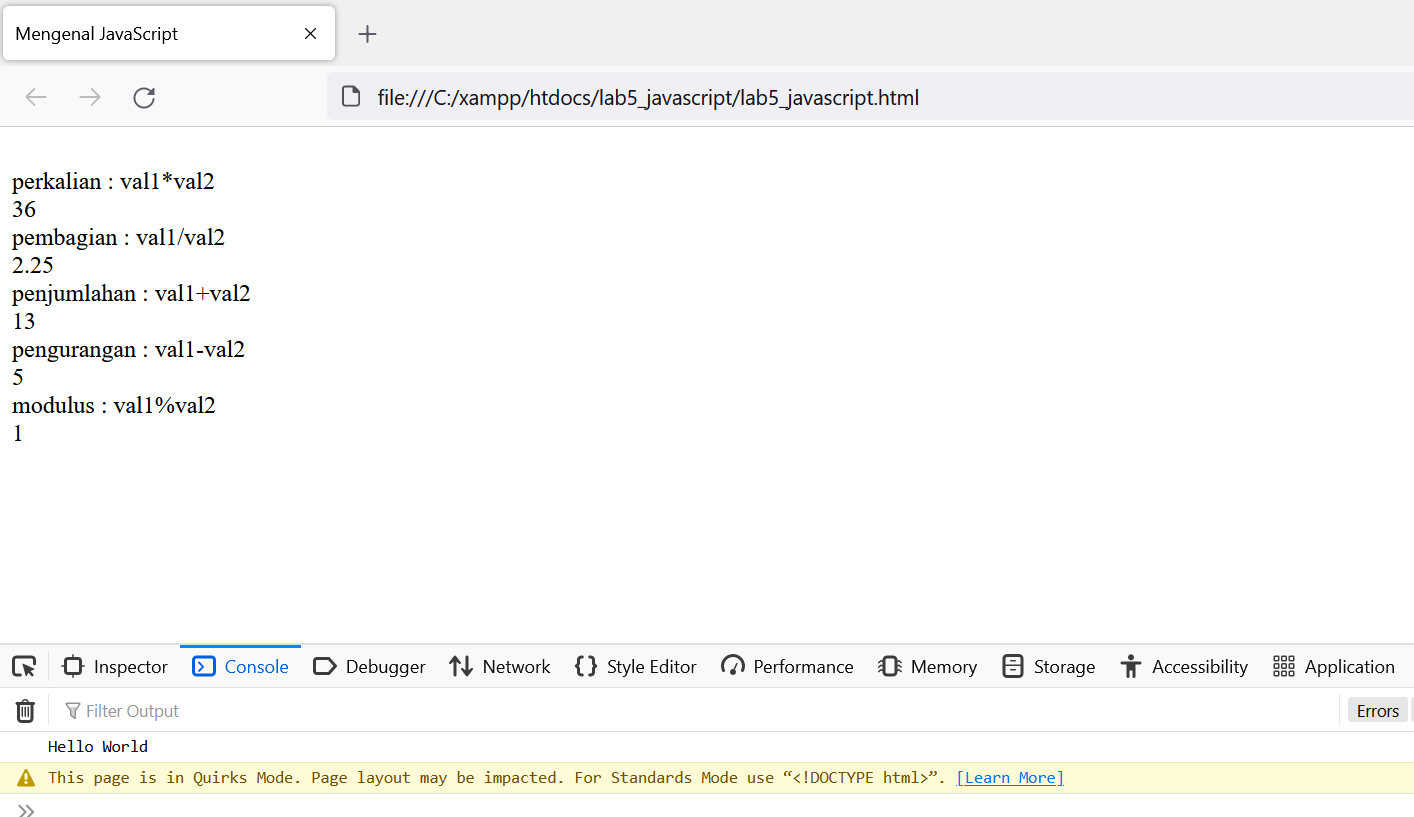 Mengenal JavaScript
file:///C:/xampp/htdocs/lab5_javascript/lab5_javascript.html
perkalian : val1*val2
36
pembagian : val1/val2
2.25
penjumlahan : val1+val2
13
pengurangan : val1-val2
5
modulus : val1%val2
1
Inspector Console Debugger Network Style Editor Performance Memory Storage Accessibility Application
Filter Output Errors
Hello World
This page is in Quirks Mode. Page layout may be impacted. For Standards Mode use “<!DOCTYPE html>”. [Learn More]